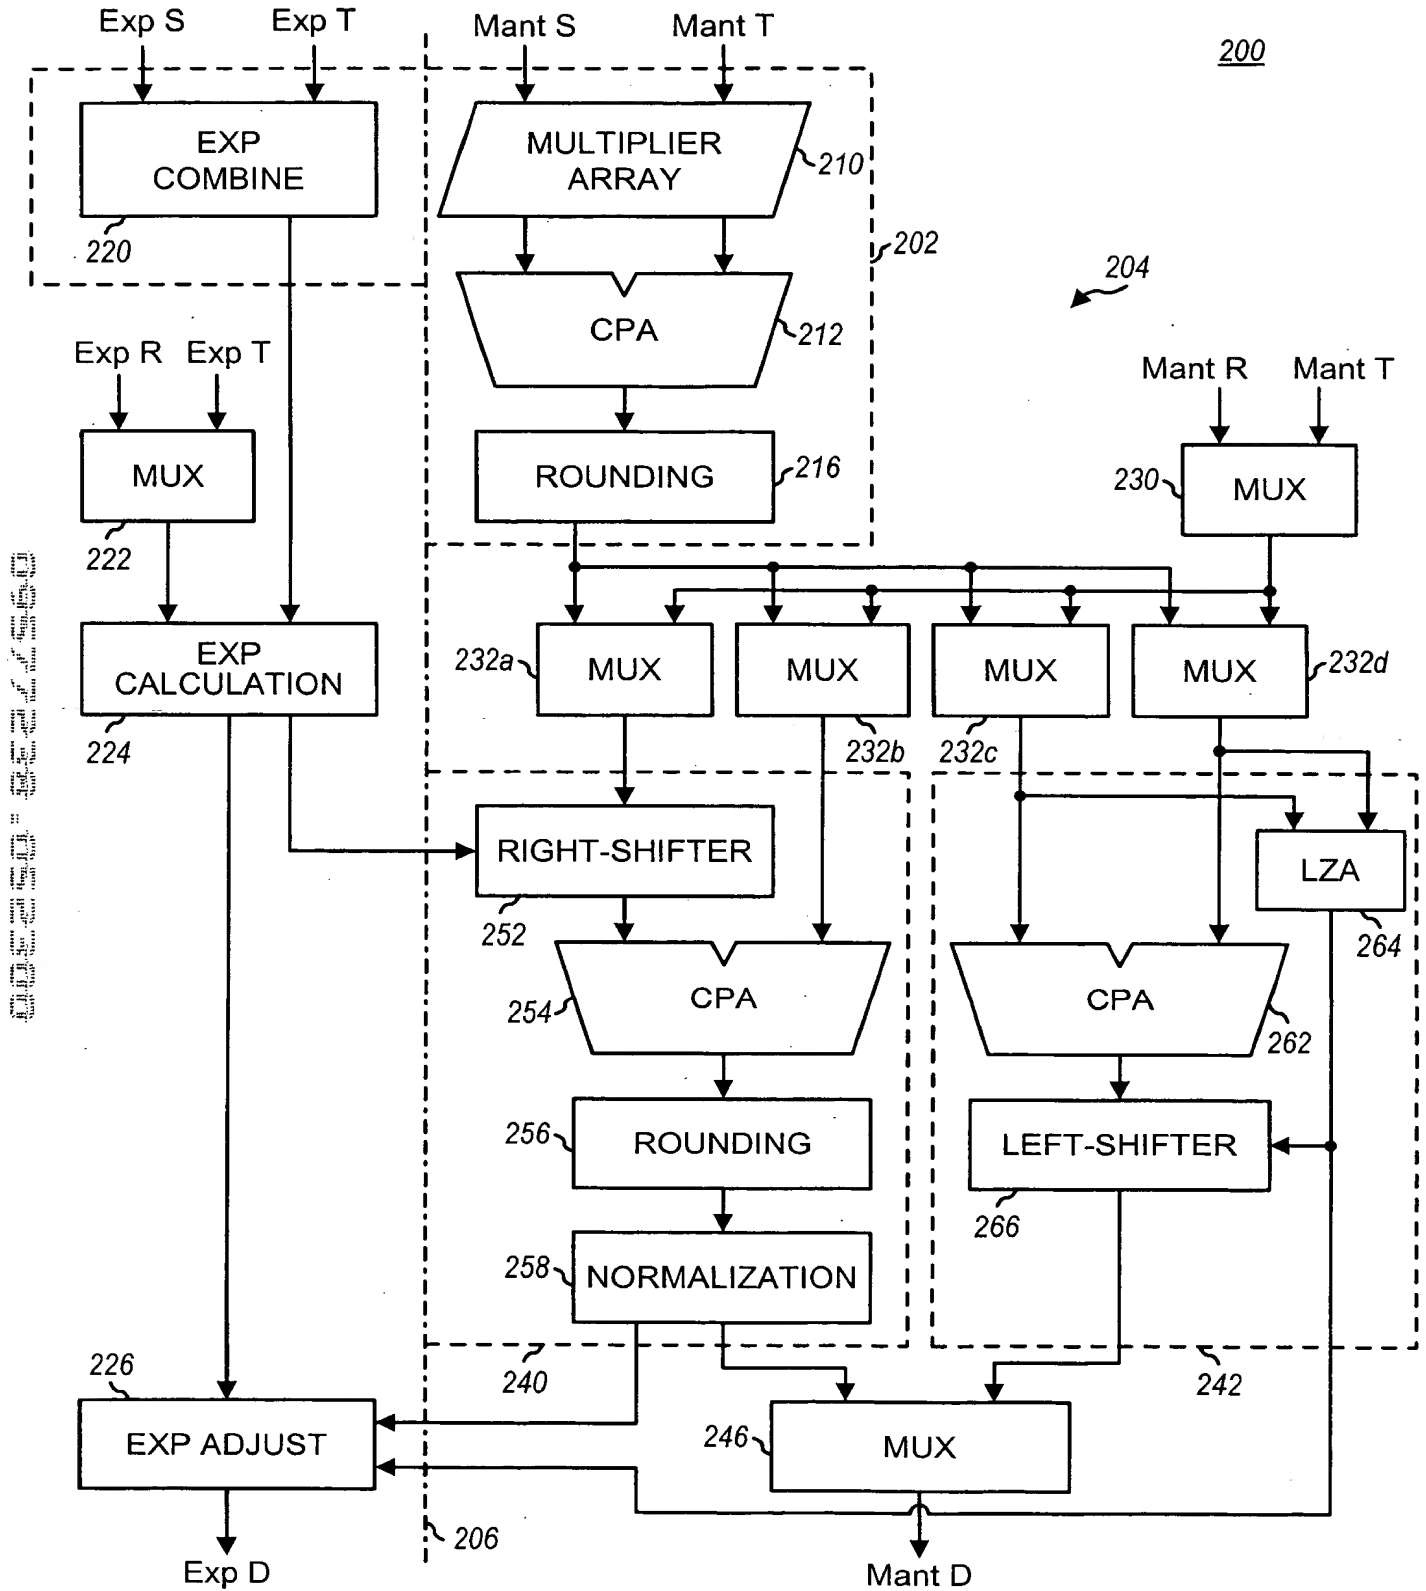 Exp S
Exp T
Mant S
Mant T
200
EXP
COMBINE
220
MULTIPLIER
ARRAY
210
202
204
CPA
212
Exp R
Exp T
Mant R
Mant T
MUX
222
ROUNDING
216
230
MUX
EXP
CALCULATION
224
232a
MUX
MUX
232b
MUX
232c
MUX
232d
RIGHT-SHIFTER
252
LZA
264
CPA
254
CPA
262
256
ROUNDING
LEFT-SHIFTER
266
258
NORMALIZATION
240
242
226
EXP ADJUST
246
MUX
206
Exp D
Mant D